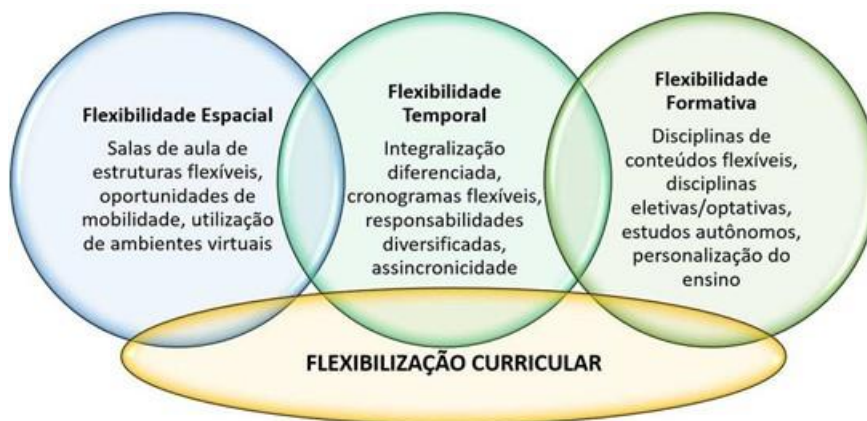 Flexibilidade Espacial
Salas de aula de
estruturas flexíveis,
oportunidades de
mobilidade, utilização
de ambientes virtuais
Flexibilidade
Temporal
Integralização
diferenciada,
cronogramas flexíveis,
responsabilidades
diversificadas,
assincronicidade
Flexibilidade
Formativa
Disciplinas de
conteúdos flexíveis,
disciplinas
eletivas/optativas,
estudos autônomos,
personalização do
ensino
FLEXIBILIZAÇÃO CURRICULAR